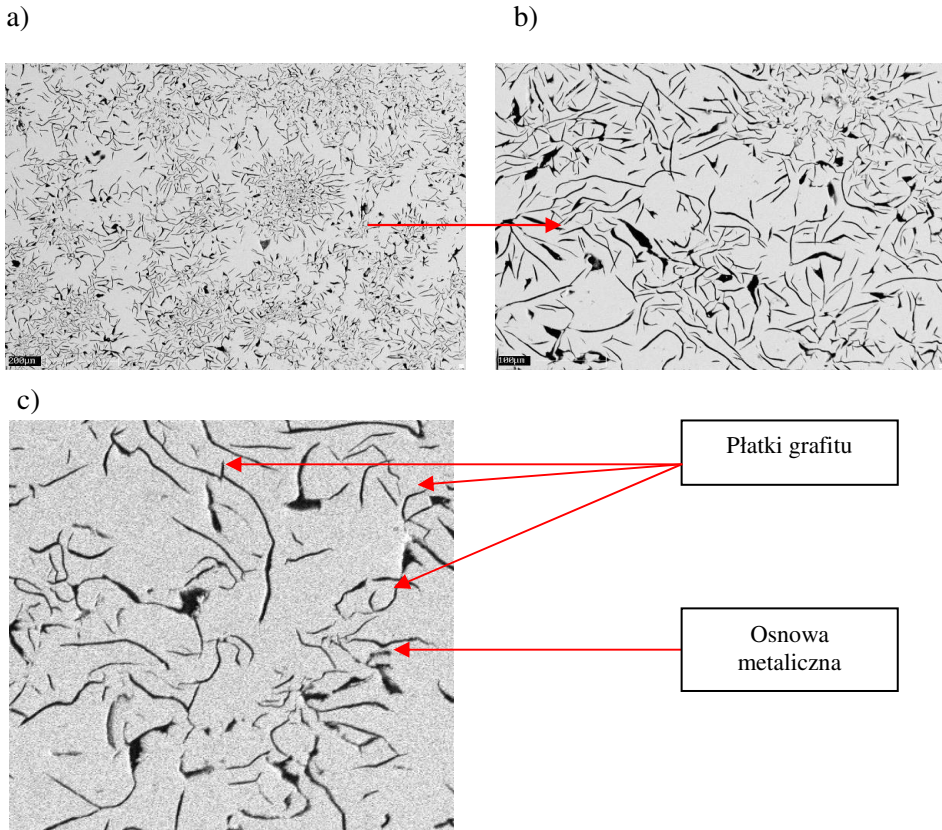 a)
b)
200µm
100µm
c)
Płatki grafitu
Osnowa
metaliczna